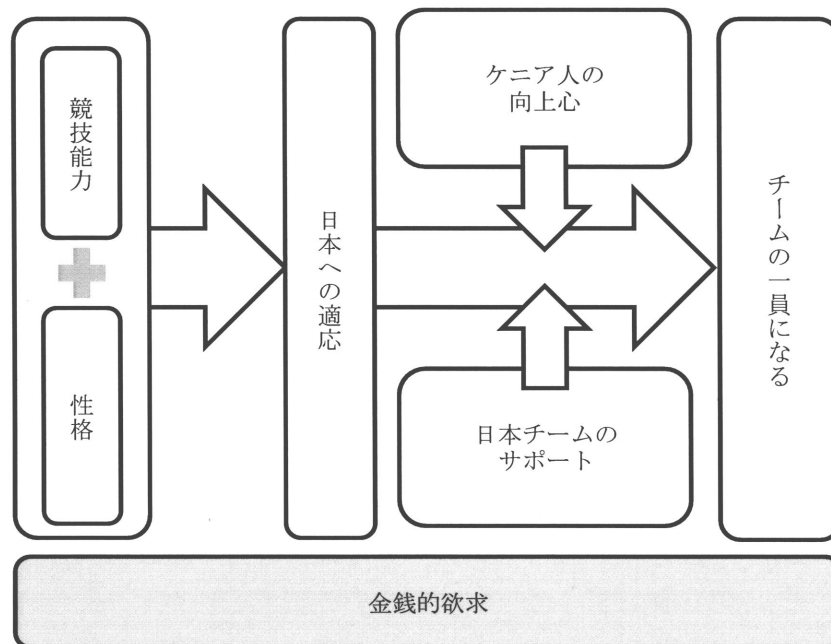 競技能力
性格
日本への適応
ケニア人の
向上心
日本チームの
サポート
チームの一員になる
金銭的欲求